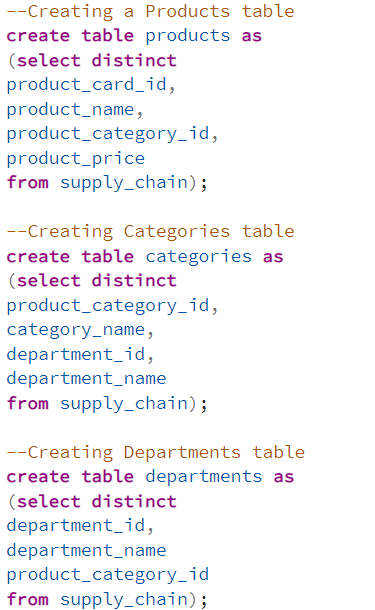 --Creating a Products table
create table products as
(select distinct
product_card_id,
product_name,
product_category_id,
product_price
from supply_chain);
--Creating Categories table
create table categories as
(select distinct
product_category_id,
category_name,
department_id,
department_name
from supply_chain);
--Creating Departments table
create table departments as
(select distinct
department_id,
department_name
product_category_id
from supply_chain);